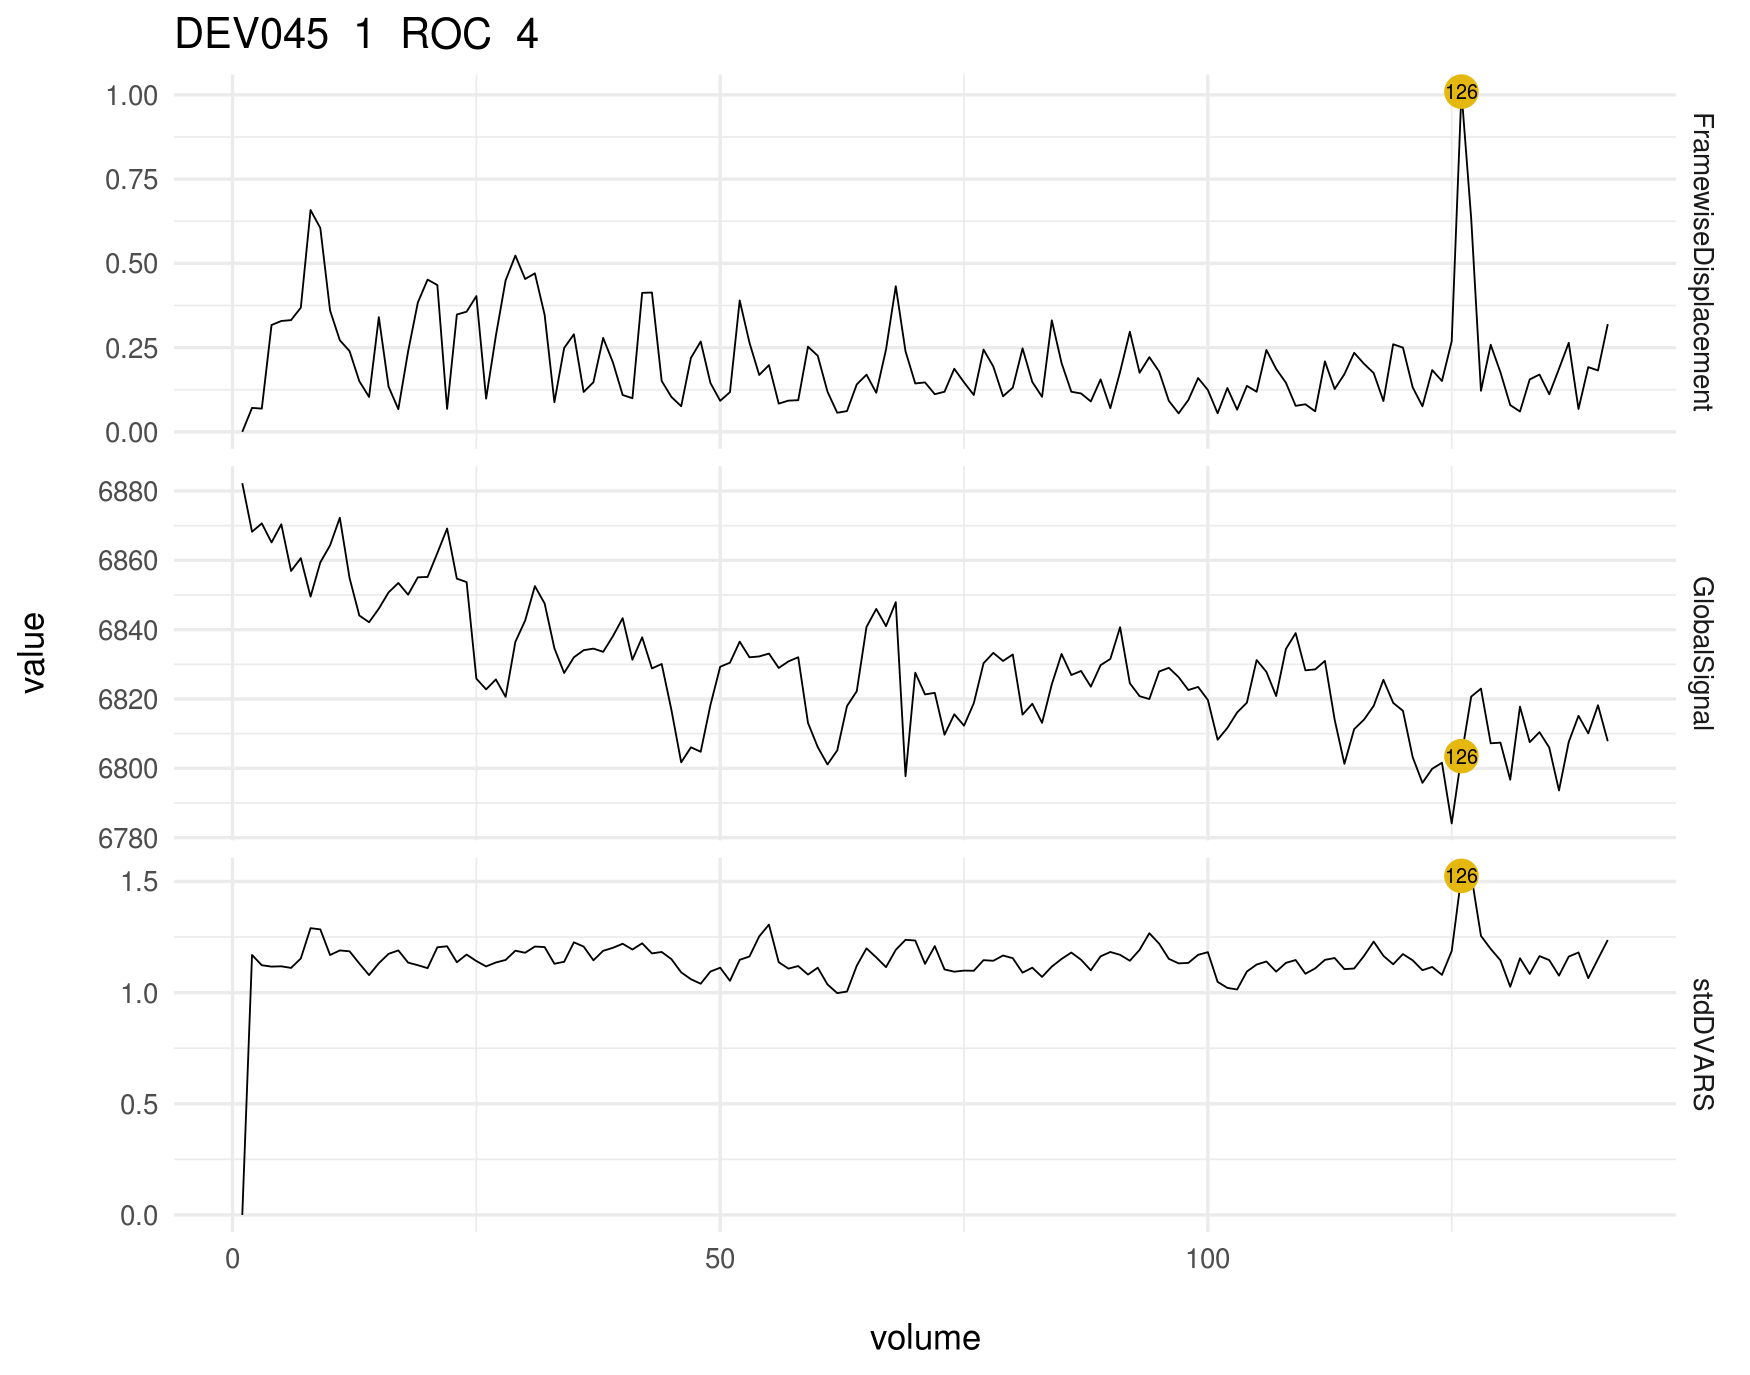 DEV045 1 ROC 4
1.00
0.75
0.50
0.25
0.00
126
FramewiseDisplacement
6880
6860
6840
6820
6800
6780
126
GlobalSignal
value
1.5
1.0
0.5
0.0
126
stdDVARS
0 50 100
volume